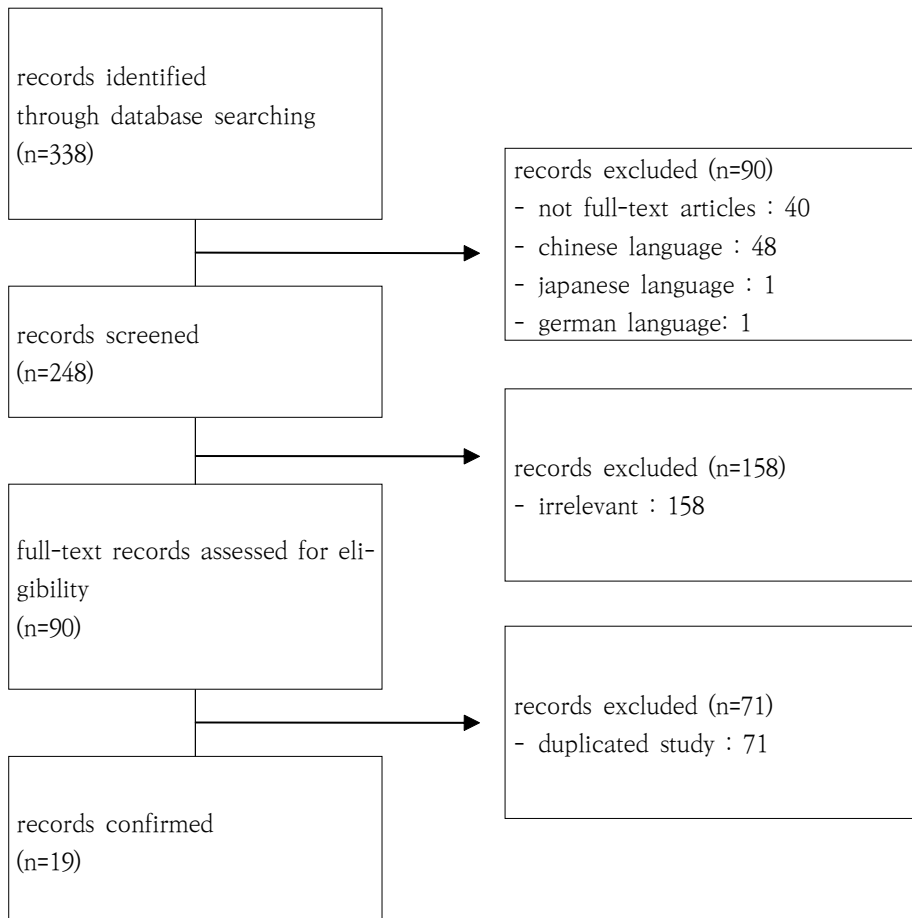 records identified
through database searching
(n=338)
records excluded (n=90)
- not full-text articles : 40
- chinese language : 48
- japanese language : 1
- german language: 1
records screened
(n=248)
records excluded (n=158)
- irrelevant : 158
full-text records assessed for eli-
gibility
(n=90)
records excluded (n=71)
- duplicated study : 71
records confirmed
(n=19)